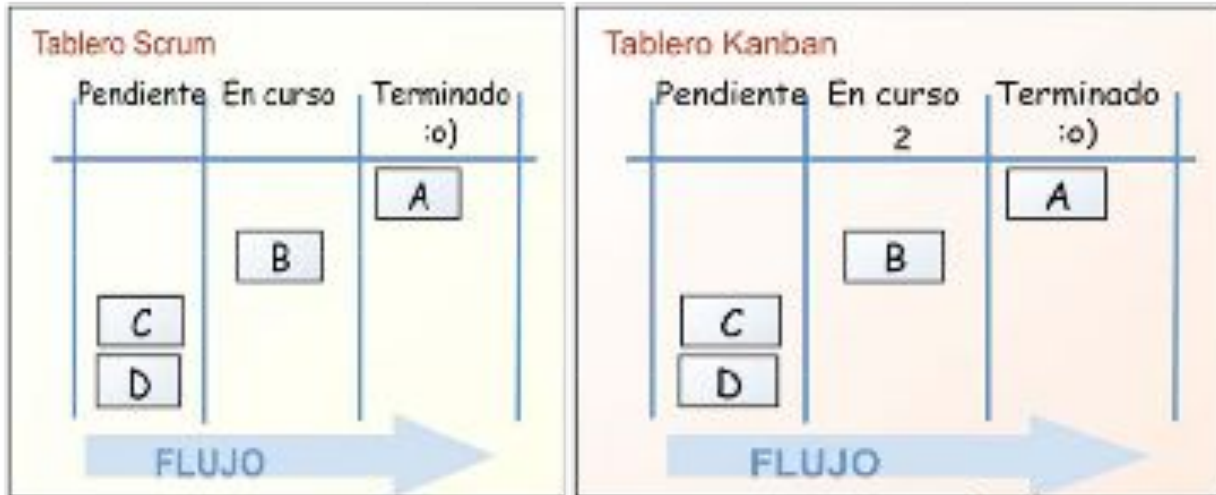 Tablero Scrum
Pendiente En curso Terminado
:o)
A
B
C
D
FLUJO
Tablero Kanban
Pendiente En curso Terminado
2 :o)
A
B
C
D
FLUJO